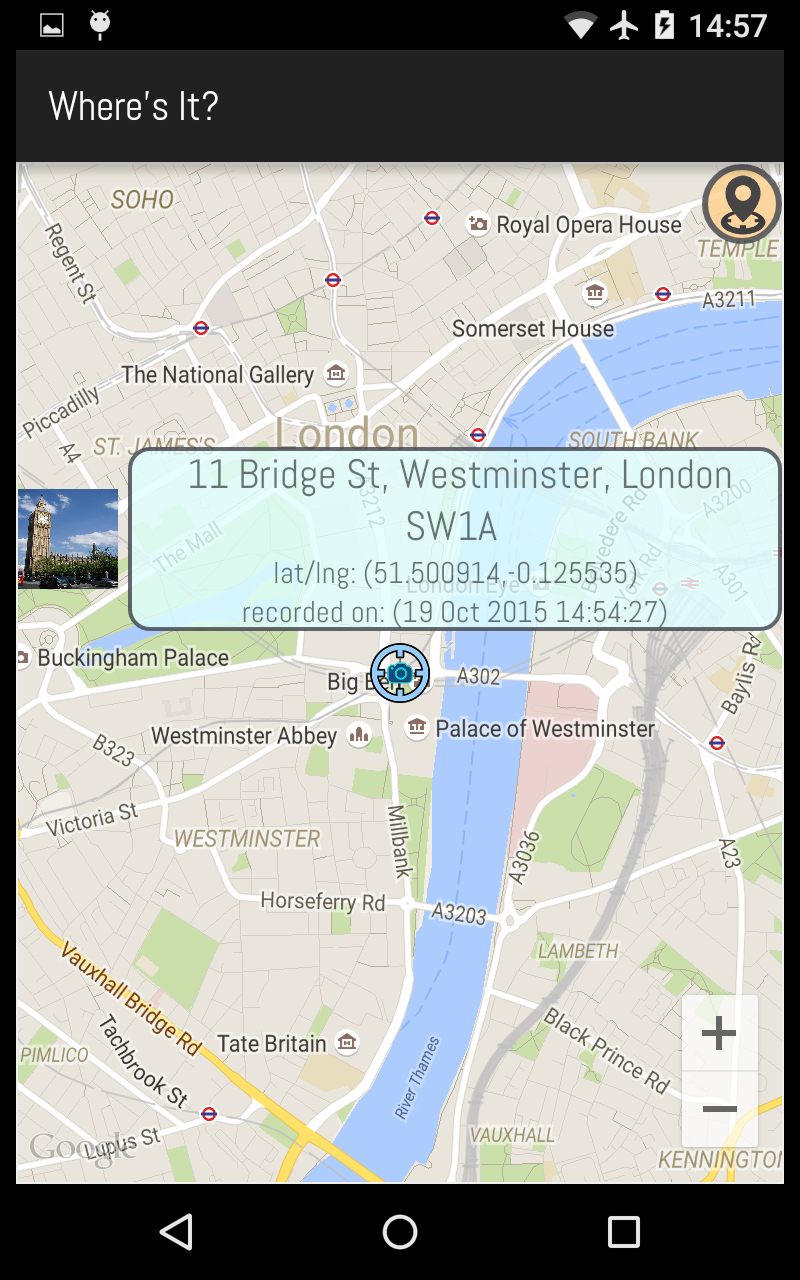 14:57
Where's It?
SOHO
Regent St
Royal Opera House
TEMPLE
A3211
Somerset House
The National Gallery
Piccadilly
A4
ST. JAMES'S
London
SOUTH BANK
11 Bridge St, Westminster, London
SW1A
lat/lng: (51.500914,-0.125535)
recorded on: (19 Oct 2015 14:54:27)
A3212
A3200
The Mall
London Eye
York Rd
A301
Buckingham Palace
Big Be
A302
Baylis Rd
Westminster Abbey
Palace of Westminster
B323
Victoria St
WESTMINSTER
Millbank
A3036
A23
Horseferry Rd
A3203
Vauxhall Bridge Rd
LAMBETH
Tachbrook St
Tate Britain
Black Prince Rd
PIMLICO
River Thames
Google
Lupus St
VAUXHALL
KENNINGTO